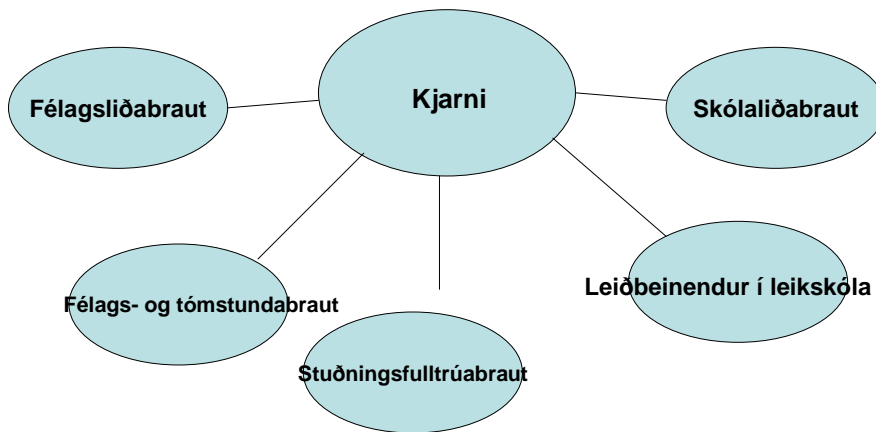 Kjarni
Félagsliðabraut
Skólaliðabraut
Félags- og tómstundabraut
Leiðbeinendur í leikskóla
Stuðningsfulltrúabraut